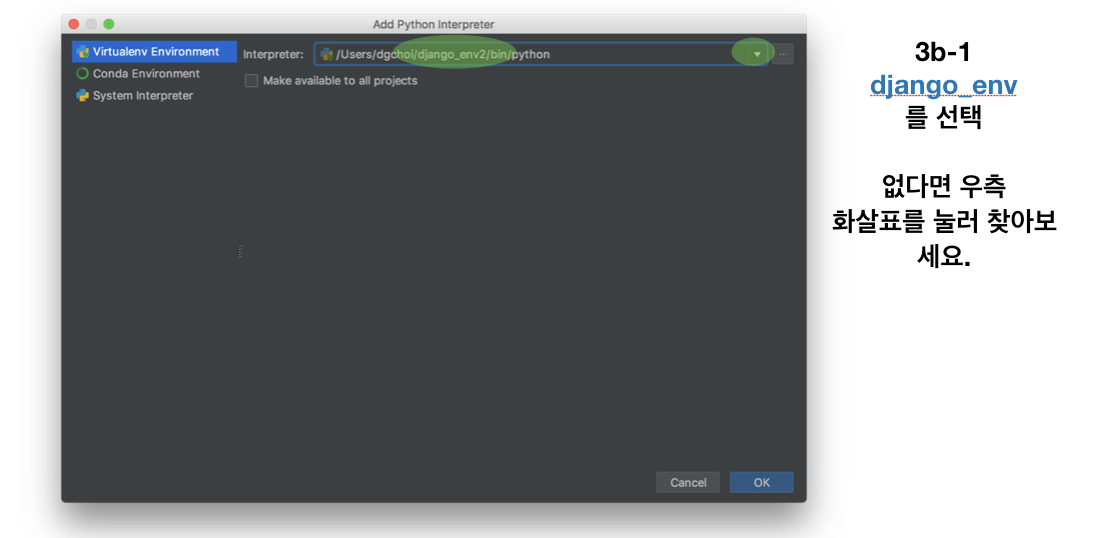 Add Python Interpreter
Virtualenv Environment
Conda Environment
System Interpreter
Interpreter: /Users/dgchoi/django_env2/bin/python
...
Make available to all projects
Cancel
OK
3b-1
django_env
를 선택
없다면 우측
화살표를 눌러 찾아보
세요.